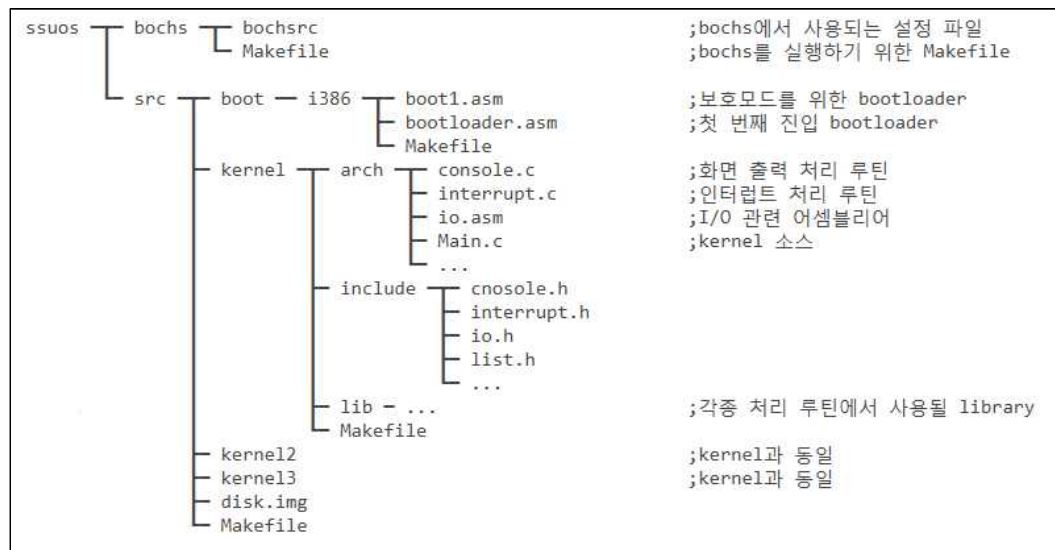 ssuos bochs bochsrc ;bochs에서 사용되는 설정 파일
Makefile ;bochs를 실행하기 위한 Makefile
src boot i386 boot1.asm ;보호모드를 위한 bootloader
bootloader.asm ;첫 번째 진입 bootloader
Makefile
kernel arch console.c ;화면 출력 처리 루틴
interrupt.c ;인터럽트 처리 루틴
io.asm ;I/O 관련 어셈블리어
Main.c ;kernel 소스
...
include cnosole.h
interrupt.h
io.h
list.h
...
lib - ... ;각종 처리 루틴에서 사용될 library
Makefile
kernel2 ;kernel과 동일
kernel3 ;kernel과 동일
disk.img
Makefile